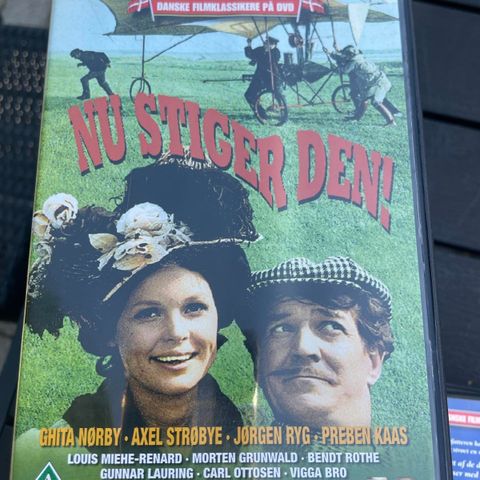 DANSKE FILMKLASSIKERE PÅ DVD
NU STIGER DEN!
GHITA NØRBY · AXEL STRØBYE · JØRGEN RYG · PREBEN KAAS
LOUIS MIEHE-RENARD · MORTEN GRUNWALD · BENDT ROTHE
GUNNAR LAURING · CARL OTTOSEN · VIGGA BRO
A